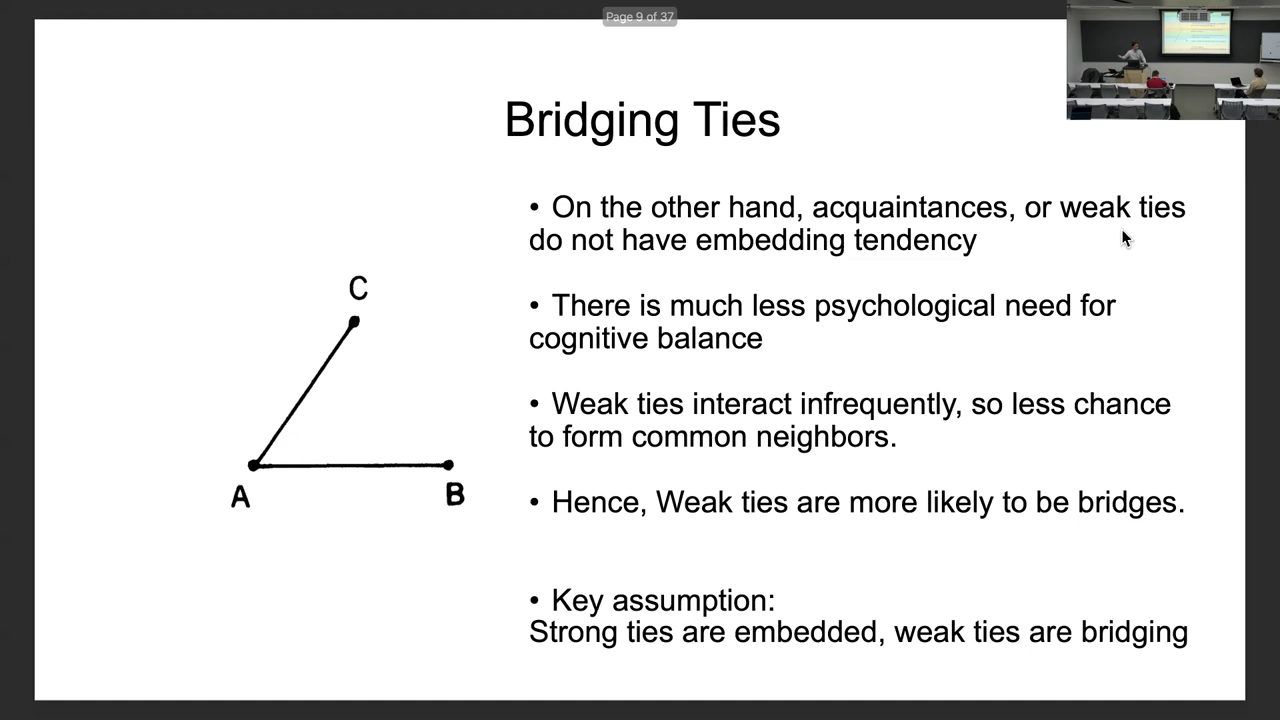 Page 9 of 37
Bridging Ties
• On the other hand, acquaintances, or weak ties
do not have embedding tendency
• There is much less psychological need for
cognitive balance
• Weak ties interact infrequently, so less chance
to form common neighbors.
• Hence, Weak ties are more likely to be bridges.
• Key assumption:
Strong ties are embedded, weak ties are bridging
C
A
B